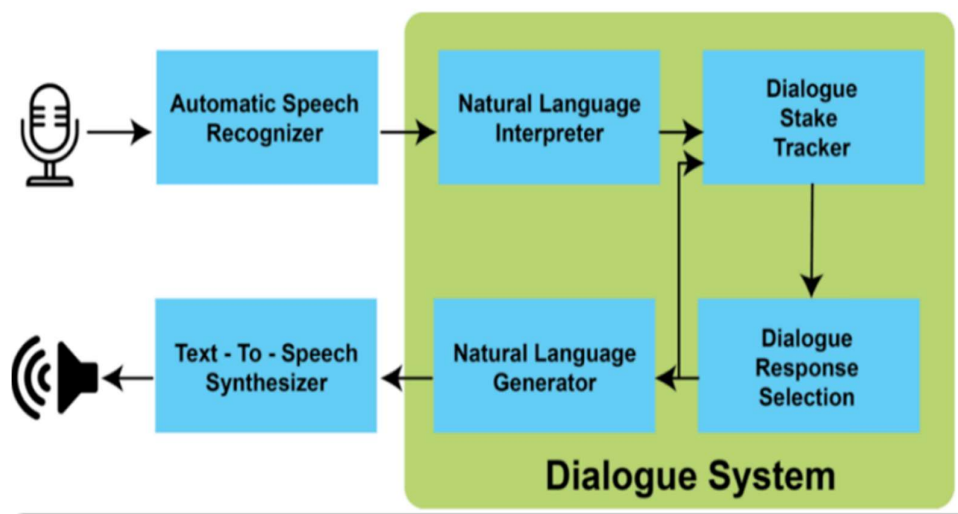 Automatic Speech
Recognizer
Natural Language
Interpreter
Dialogue
Stake
Tracker
Text - To - Speech
Synthesizer
Natural Language
Generator
Dialogue
Response
Selection
Dialogue System